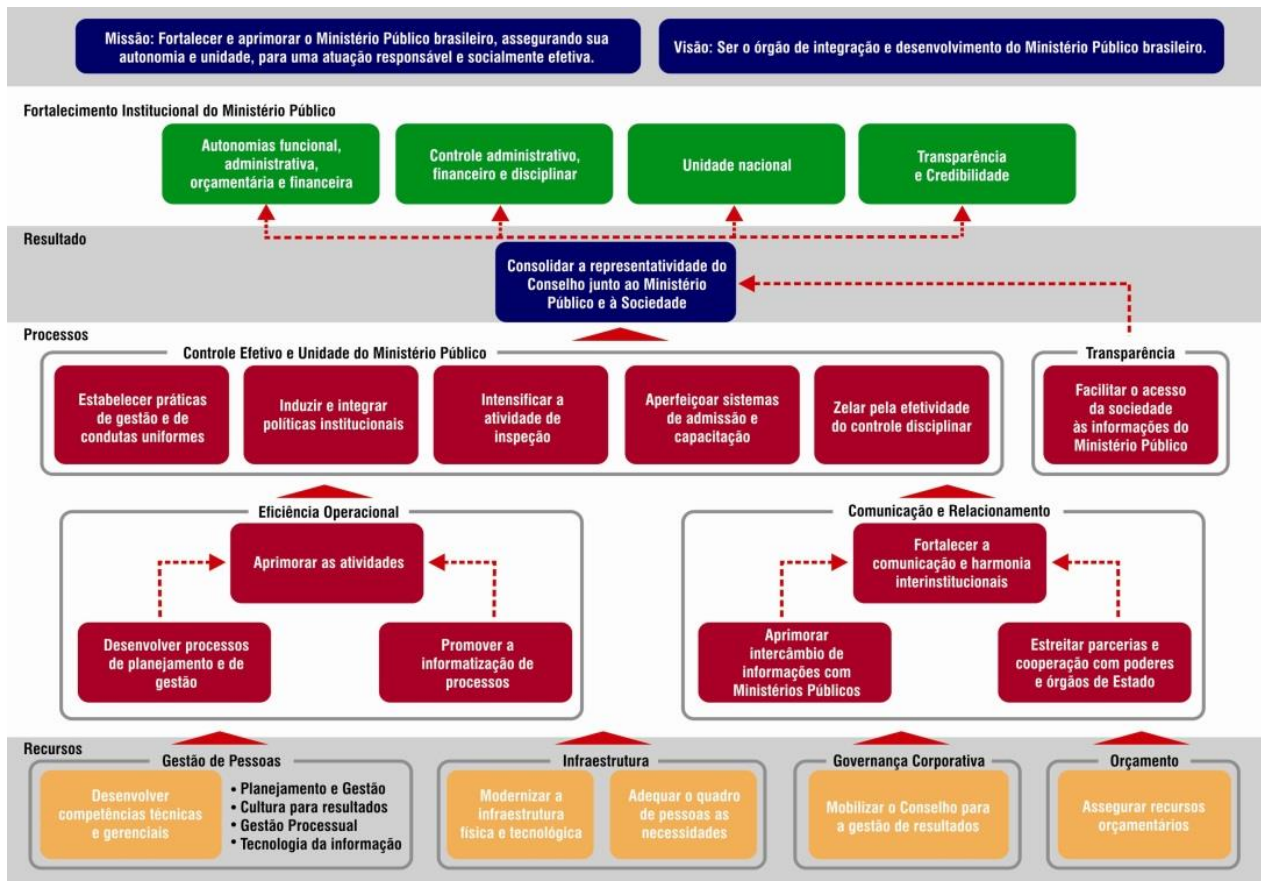 Missão: Fortalecer e aprimorar o Ministério Público brasileiro, assegurando sua
autonomia e unidade, para uma atuação responsável e socialmente efetiva.
Visão: Ser o órgão de integração e desenvolvimento do Ministério Público brasileiro.
Fortalecimento Institucional do Ministério Público
Autonomias funcional,
administrativa,
orçamentária e financeira
Controle administrativo,
financeiro e disciplinar
Unidade nacional
Transparência
e Credibilidade
Resultado
Consolidar a representatividade do
Conselho junto ao Ministério
Público e à Sociedade
Processos
Controle Efetivo e Unidade do Ministério Público
Estabelecer práticas
de gestão e de
condutas uniformes
Induzir e integrar
políticas institucionais
Intensificar a
atividade de
inspeção
Aperfeiçoar sistemas
de admissão e
capacitação
Zelar pela efetividade
do controle disciplinar
Transparência
Facilitar o acesso
da sociedade
às informações do
Ministério Público
Eficiência Operacional
Aprimorar as atividades
Desenvolver processos
de planejamento e de
gestão
Promover a
informatização de
processos
Comunicação e Relacionamento
Fortalecer a
comunicação e harmonia
interinstitucionais
Aprimorar
intercâmbio de
informações com
Ministérios Públicos
Estreitar parcerias e
cooperação com poderes
e órgãos de Estado
Recursos
Gestão de Pessoas
Desenvolver
competências técnicas
e gerenciais
• Planejamento e Gestão
• Cultura para resultados
• Gestão Processual
• Tecnologia da informação
Infraestrutura
Modernizar a
infraestrutura
física e tecnológica
Adequar o quadro
de pessoas as
necessidades
Governança Corporativa
Mobilizar o Conselho para
a gestão de resultados
Orçamento
Assegurar recursos
orçamentários